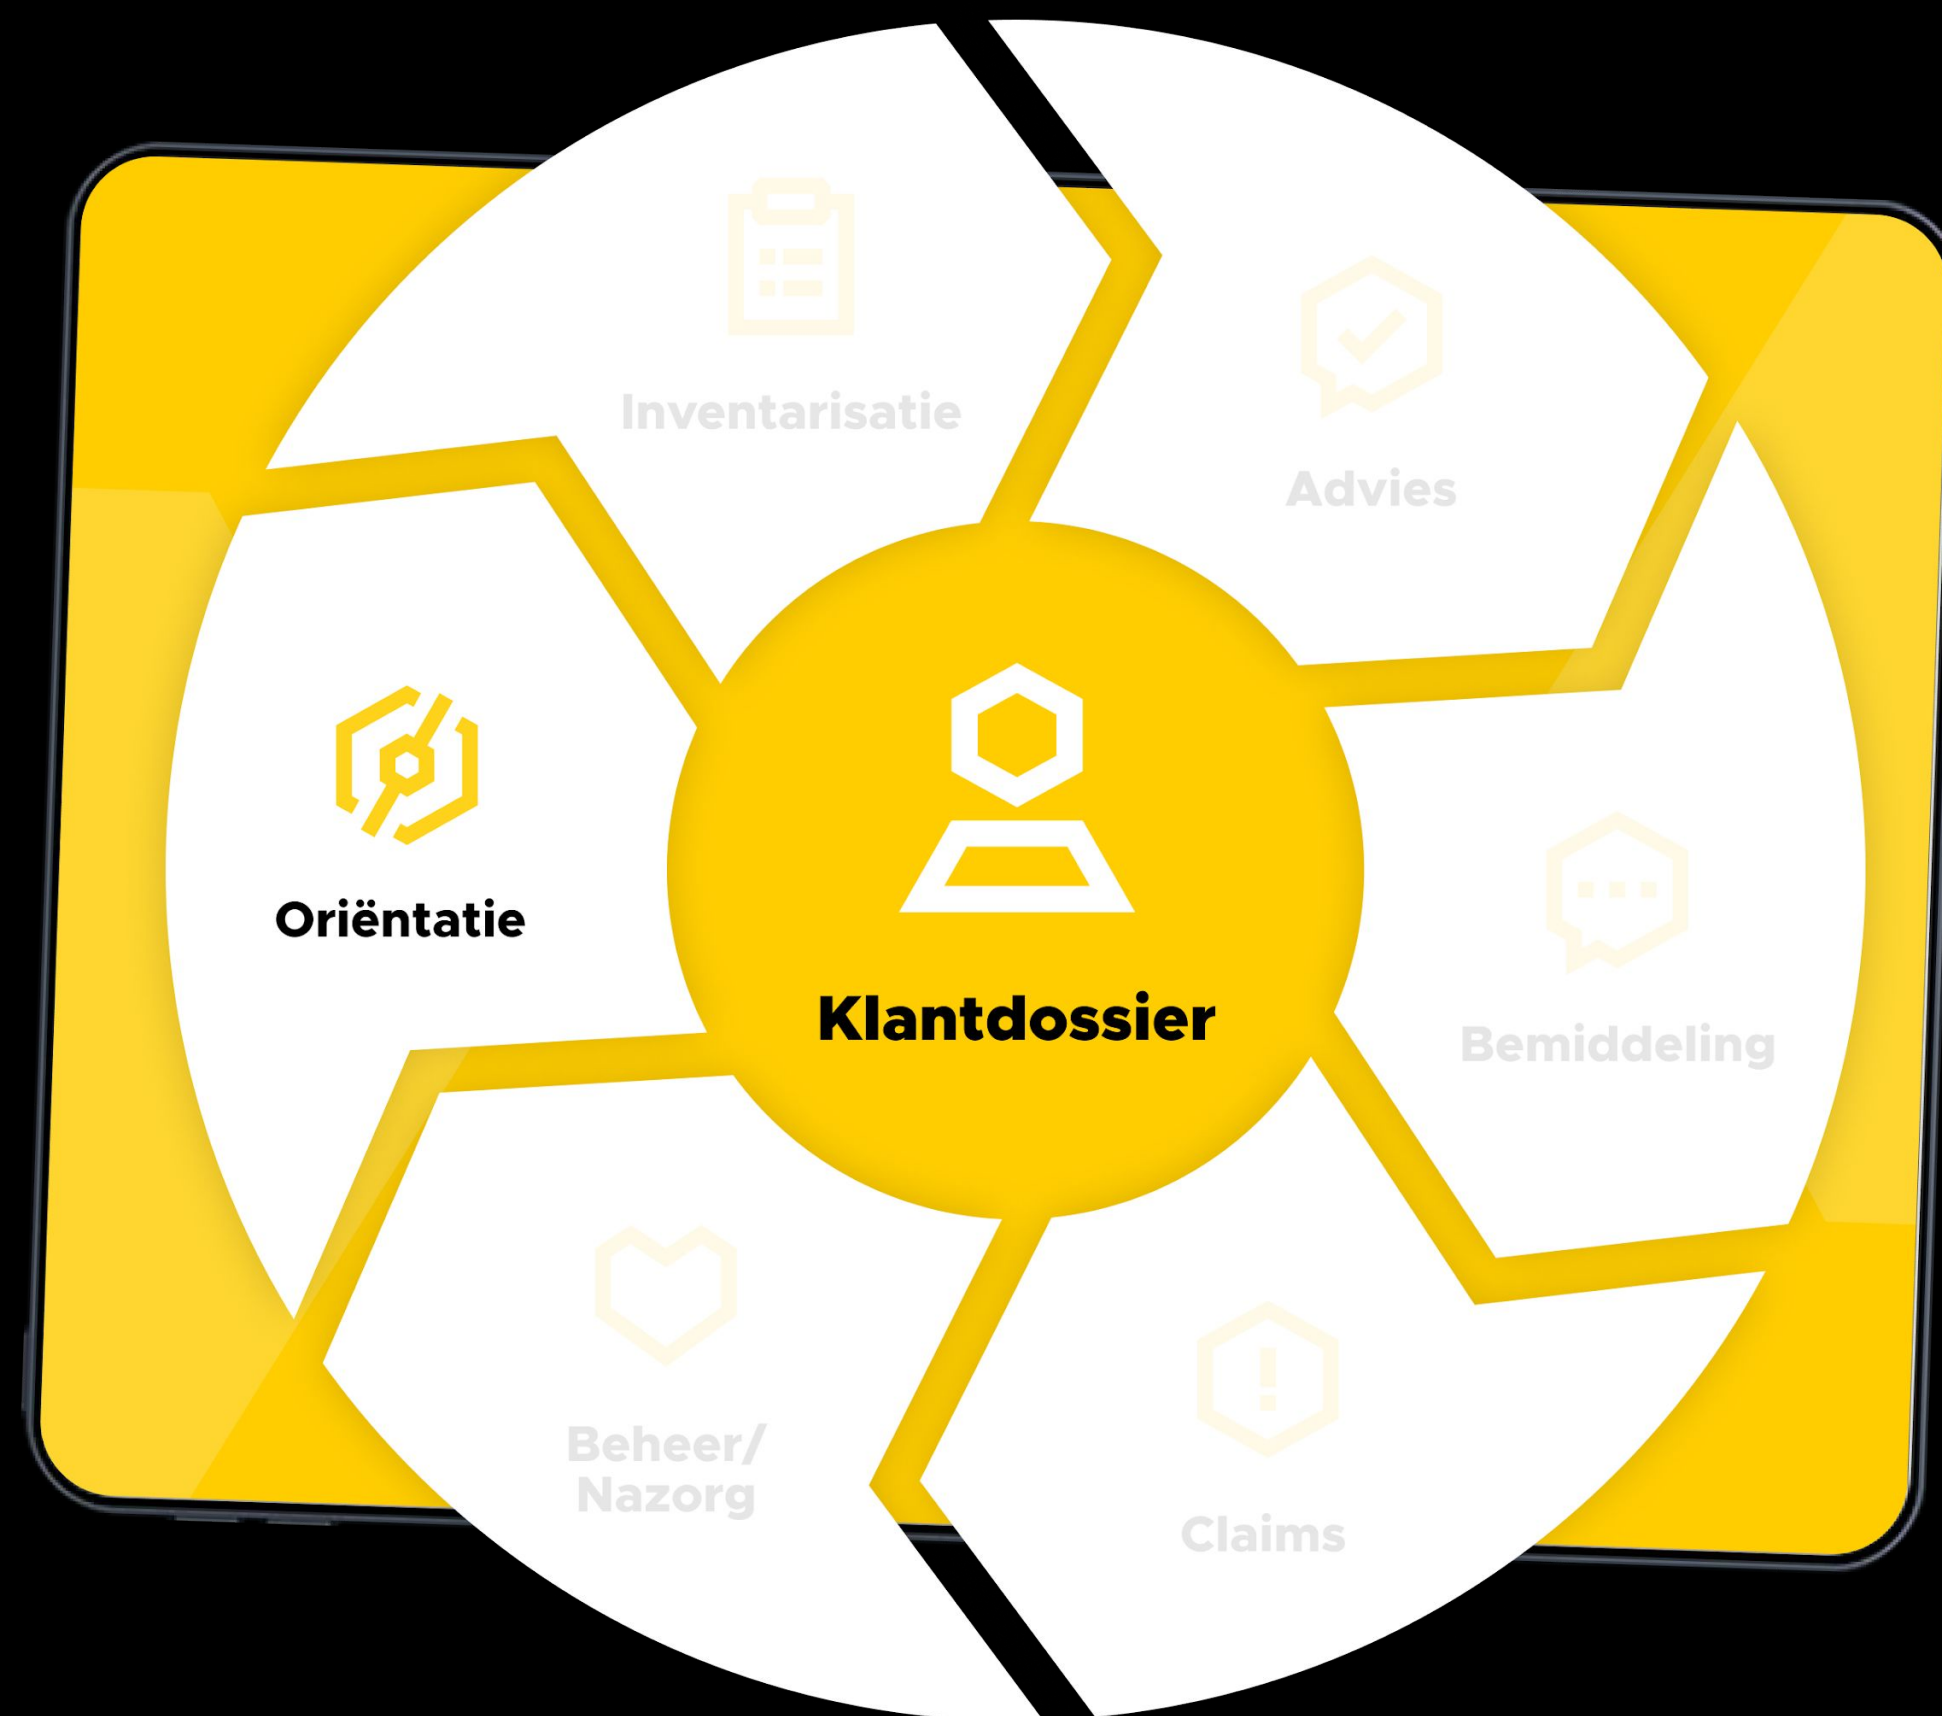 Inventarisatie
Advies
Oriëntatie
Klantdossier
Bemiddeling
Beheer/
Nazorg
Claims